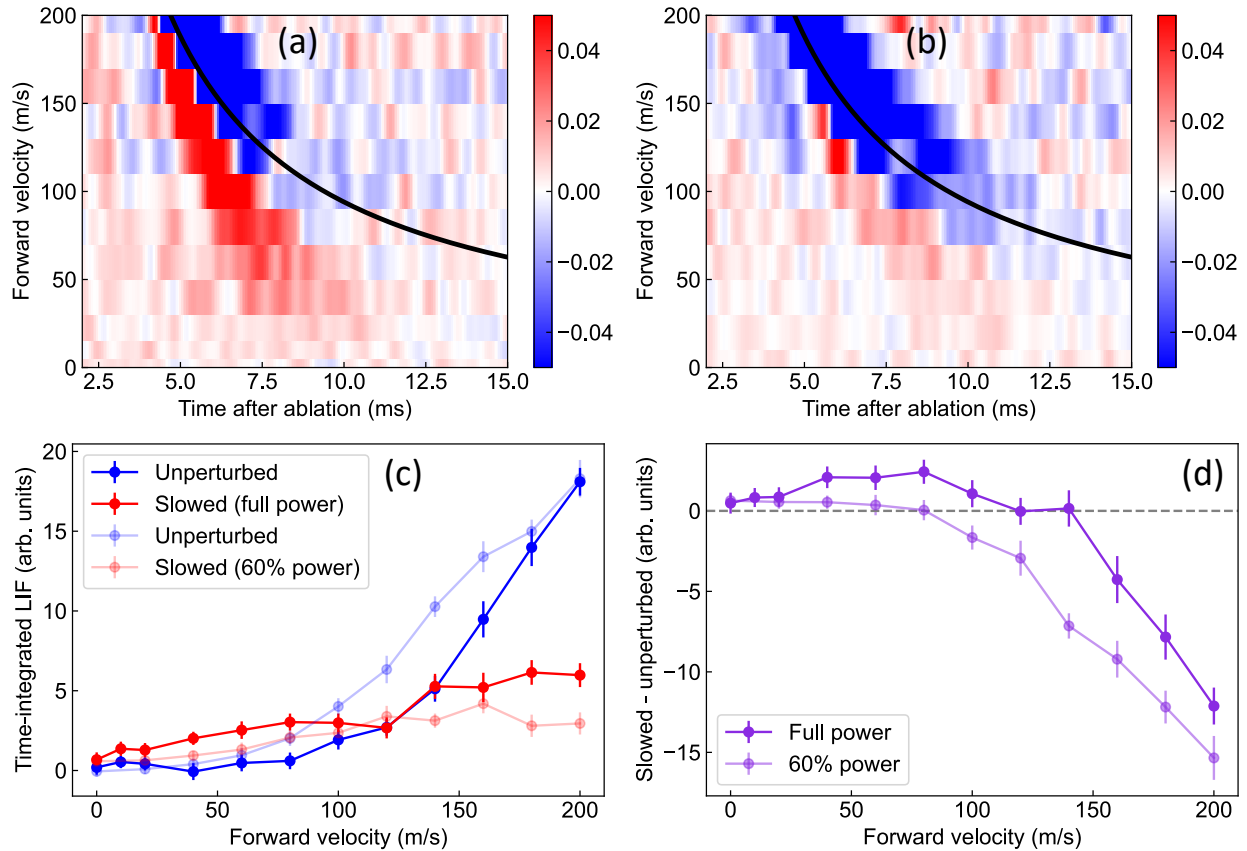 (a)
200
150
100
50
0
Forward velocity (m/s)
2.5 5.0 7.5 10.0 12.5 15.0
Time after ablation (ms)
0.04
0.02
0.00
−0.02
−0.04
(b)
200
150
100
50
0
Forward velocity (m/s)
2.5 5.0 7.5 10.0 12.5 15.0
Time after ablation (ms)
0.04
0.02
0.00
−0.02
−0.04
(c)
20
15
10
5
0
Time-integrated LIF (arb. units)
Unperturbed
Slowed (full power)
Unperturbed
Slowed (60% power)
0 50 100 150 200
Forward velocity (m/s)
(d)
0
−5
−10
−15
Slowed - unperturbed (arb. units)
Full power
60% power
0 50 100 150 200
Forward velocity (m/s)